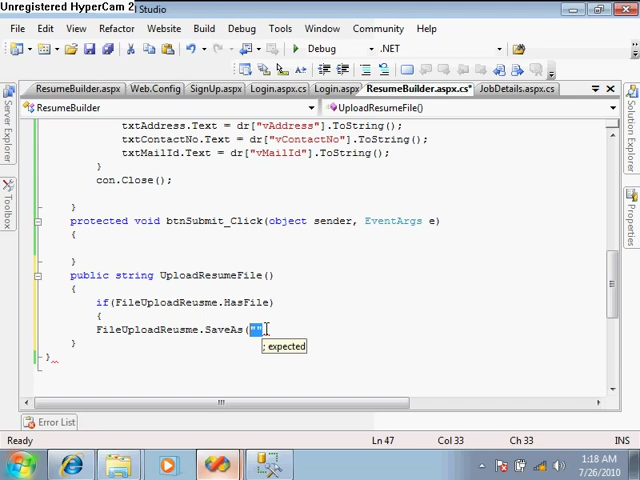 Unregistered HyperCam 2
l Studio
File Edit View Refactor Website Build Debug Tools Window Community Help
Debug .NET
ResumeBuilder.aspx Web.Config SignUp.aspx Login.aspx.cs Login.aspx ResumeBuilder.aspx.cs* JobDetails.aspx.cs
ResumeBuilder UploadResumeFile()
Server Explorer
Toolbox
Solution Explorer
Properties
txtAddress.Text = dr["vAddress"].ToString();
txtContactNo.Text = dr["vContactNo"].ToString();
txtMailId.Text = dr["vMailId"].ToString();
}
con.Close();
}
protected void btnSubmit_Click(object sender, EventArgs e)
{
}
public string UploadResumeFile()
{
if(FileUploadReusme.HasFile)
{
FileUploadReusme.SaveAs(""
; expected
}
}
Error List
Ready Ln 47 Col 33 Ch 33 INS
1:18 AM
7/26/2010